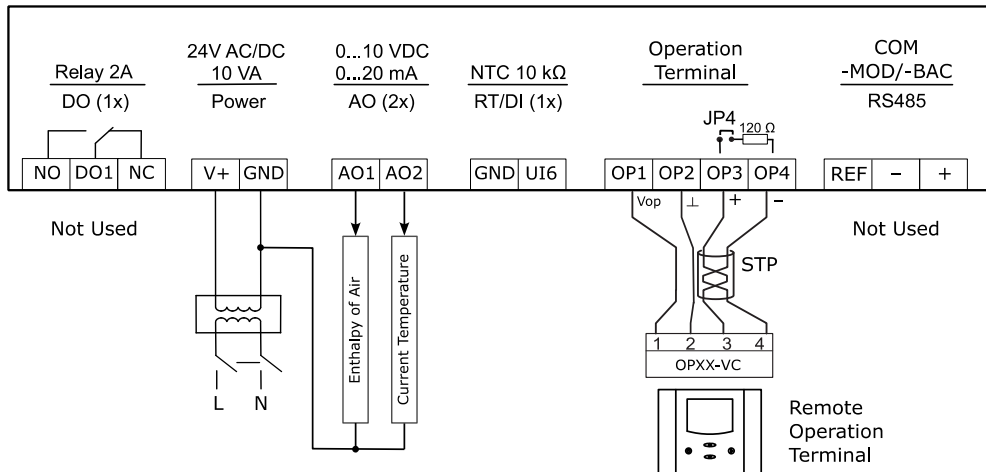 24V AC/DC
10 VA
Power
0...10 VDC
0...20 mA
AO (2x)
NTC 10 kΩ
RT/DI (1x)
Operation
Terminal
COM
-MOD/-BAC
RS485
Relay 2A
DO (1x)
JP4
120 Ω
NO DO1 NC
V+ GND
AO1 AO2
GND UI6
OP1 OP2 OP3 OP4
REF − +
Vop ⊥ + −
Not Used
Not Used
STP
Enthalpy of Air
Current Temperature
1 2 3 4
OPXX-VC
L N
Remote
Operation
Terminal